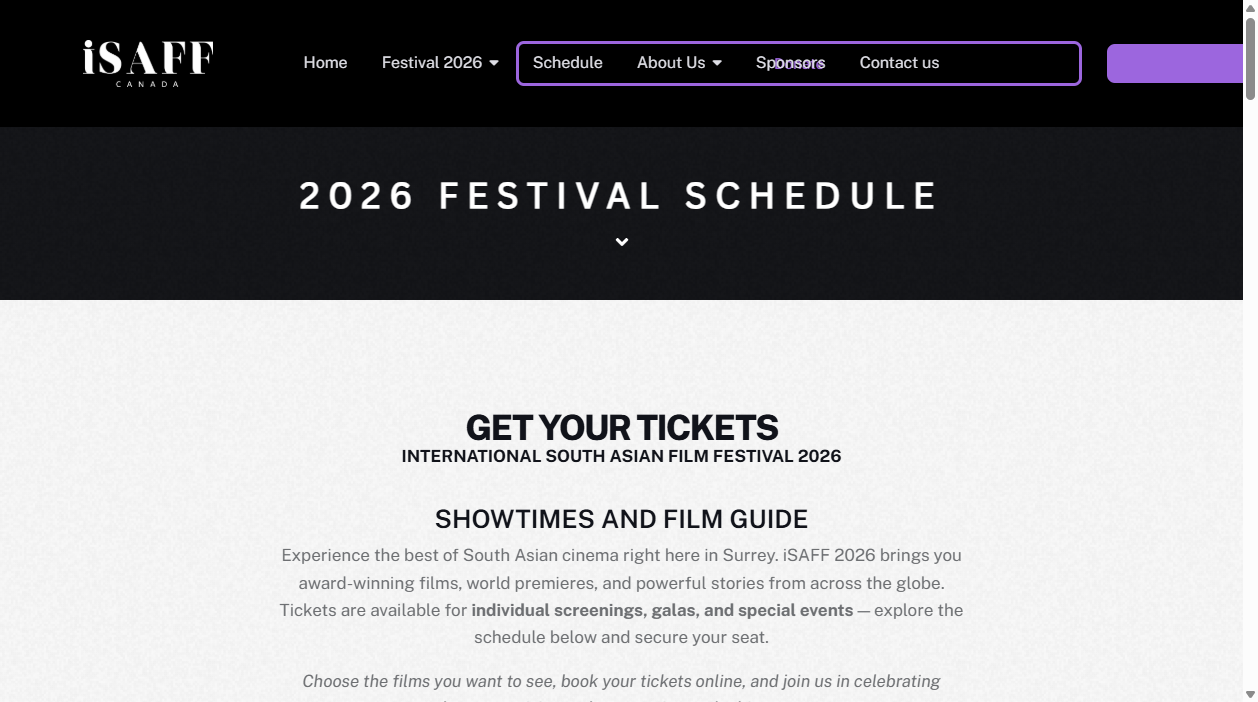 iSAFF
CANADA
Home Festival 2026 Schedule About Us Sponsors Donate Contact us
2026 FESTIVAL SCHEDULE
GET YOUR TICKETS
INTERNATIONAL SOUTH ASIAN FILM FESTIVAL 2026
SHOWTIMES AND FILM GUIDE
Experience the best of South Asian cinema right here in Surrey. iSAFF 2026 brings you
award-winning films, world premieres, and powerful stories from across the globe.
Tickets are available for individual screenings, galas, and special events — explore the
schedule below and secure your seat.
Choose the films you want to see, book your tickets online, and join us in celebrating